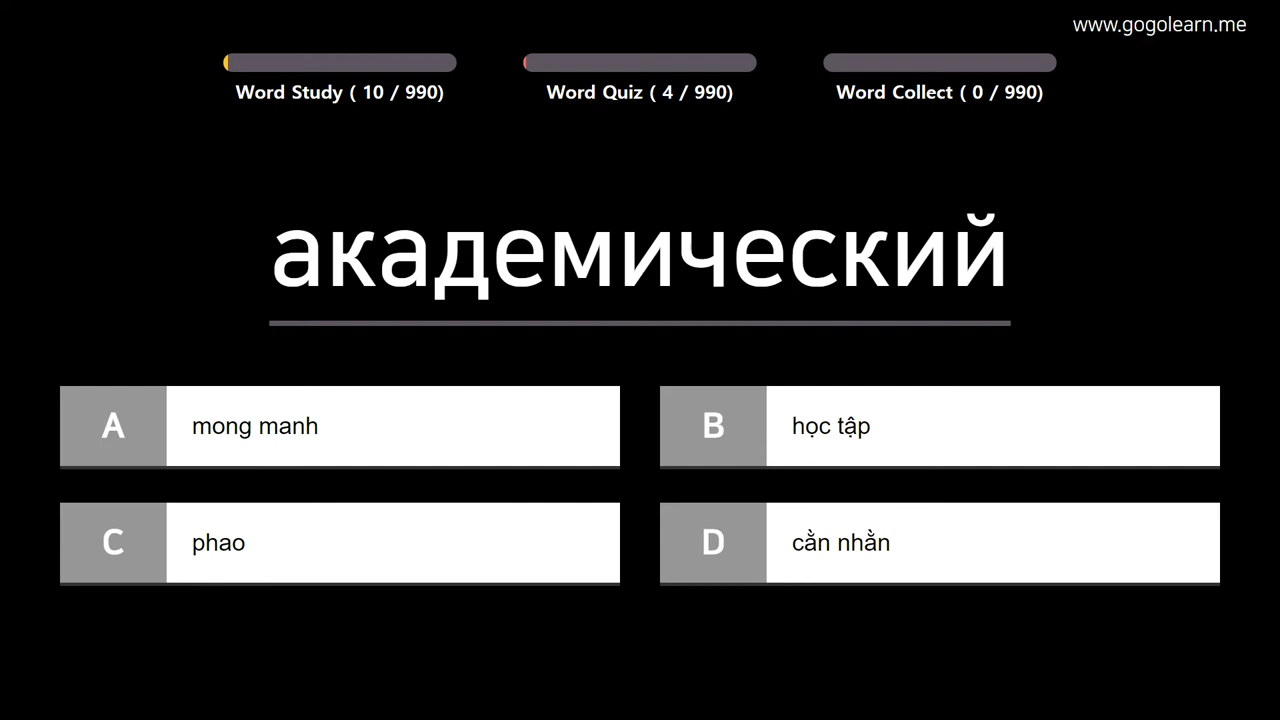 www.gogolearn.me
Word Study ( 10 / 990)
Word Quiz ( 4 / 990)
Word Collect ( 0 / 990)
академический
A mong manh
B học tập
C phao
D cằn nhằn